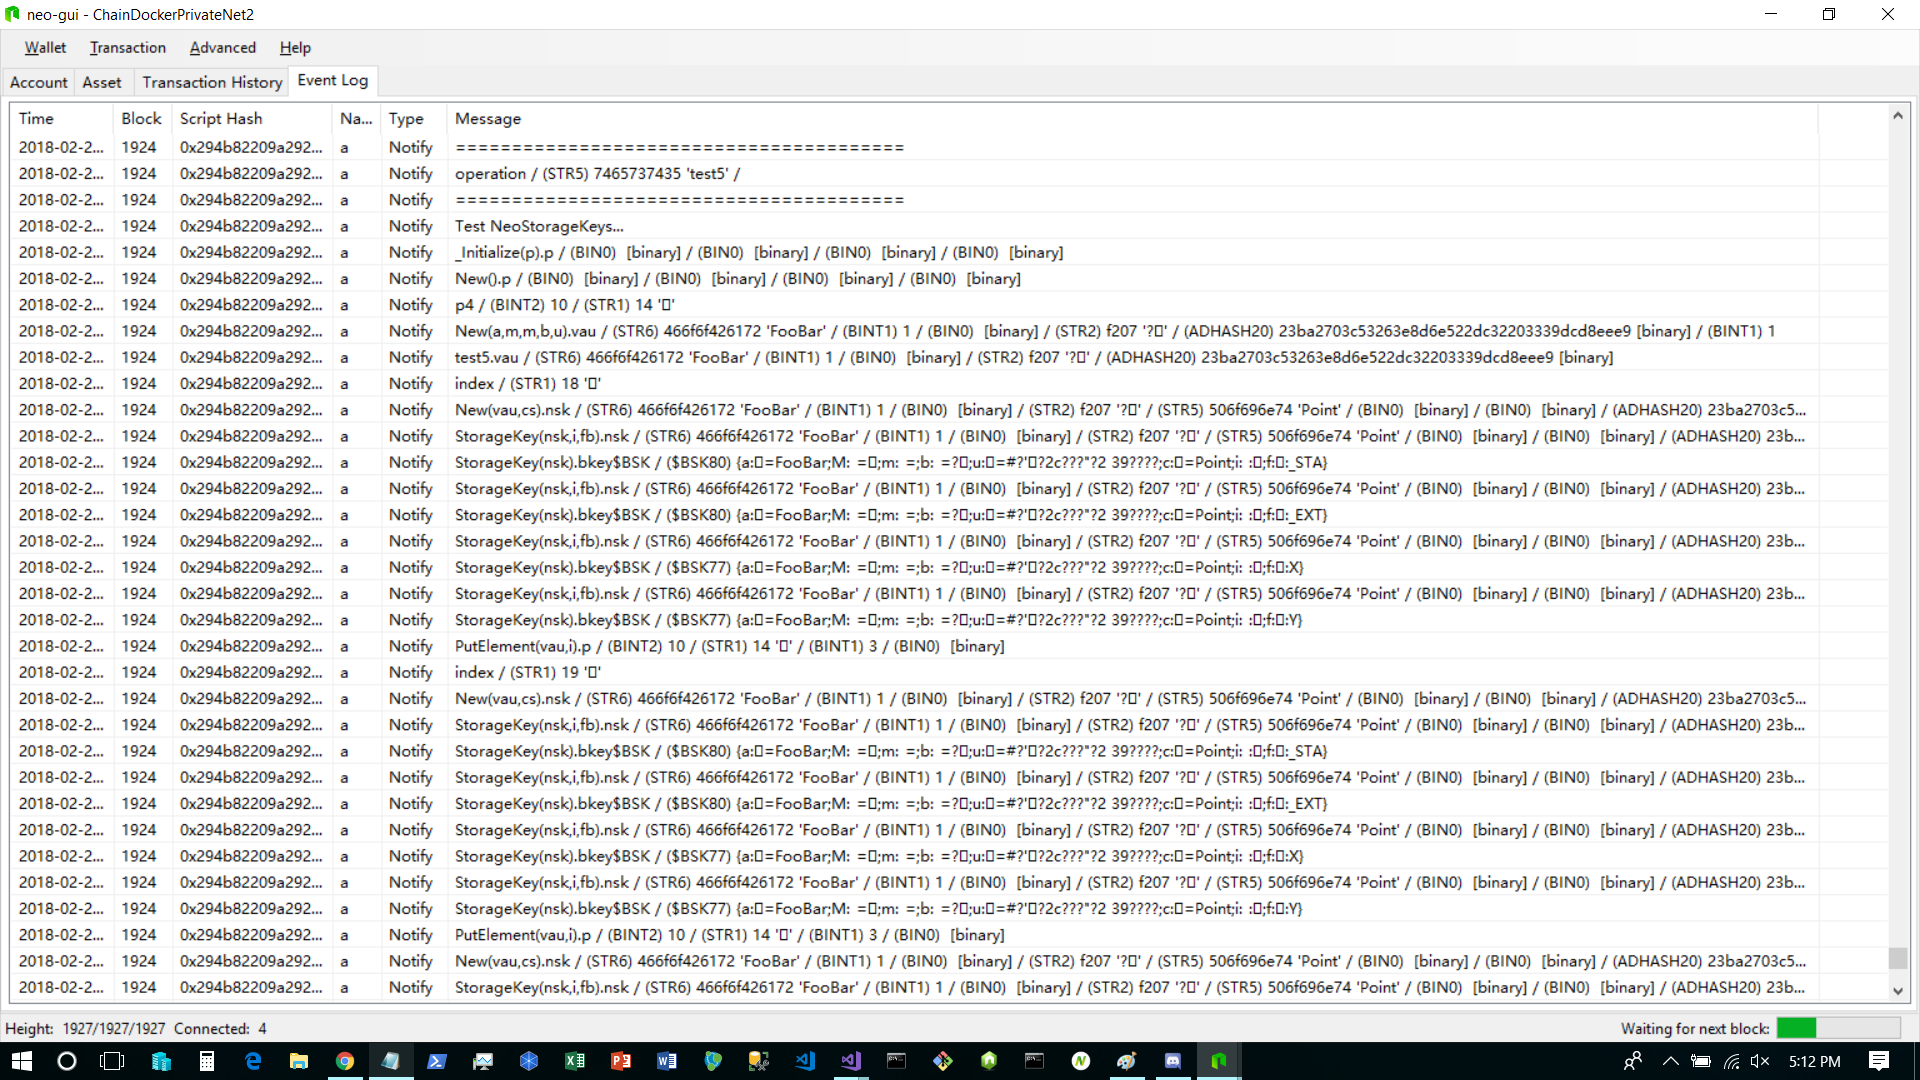 neo-gui - ChainDockerPrivateNet2
Wallet Transaction Advanced Help
Account Asset Transaction History Event Log
Time Block Script Hash Na... Type Message
2018-02-2... 1924 0x294b82209a292... a Notify ========================================
2018-02-2... 1924 0x294b82209a292... a Notify operation / (STR5) 7465737435 'test5' /
2018-02-2... 1924 0x294b82209a292... a Notify ========================================
2018-02-2... 1924 0x294b82209a292... a Notify Test NeoStorageKeys...
2018-02-2... 1924 0x294b82209a292... a Notify _Initialize(p).p / (BIN0) [binary] / (BIN0) [binary] / (BIN0) [binary] / (BIN0) [binary]
2018-02-2... 1924 0x294b82209a292... a Notify New().p / (BIN0) [binary] / (BIN0) [binary] / (BIN0) [binary] / (BIN0) [binary]
2018-02-2... 1924 0x294b82209a292... a Notify p4 / (BINT2) 10 / (STR1) 14 '▯'
2018-02-2... 1924 0x294b82209a292... a Notify New(a,m,m,b,u).vau / (STR6) 466f6f426172 'FooBar' / (BINT1) 1 / (BIN0) [binary] / (STR2) f207 '?▯' / (ADHASH20) 23ba2703c53263e8d6e522dc32203339dcd8eee9 [binary] / (BINT1) 1
2018-02-2... 1924 0x294b82209a292... a Notify test5.vau / (STR6) 466f6f426172 'FooBar' / (BINT1) 1 / (BIN0) [binary] / (STR2) f207 '?▯' / (ADHASH20) 23ba2703c53263e8d6e522dc32203339dcd8eee9 [binary]
2018-02-2... 1924 0x294b82209a292... a Notify index / (STR1) 18 '▯'
2018-02-2... 1924 0x294b82209a292... a Notify New(vau,cs).nsk / (STR6) 466f6f426172 'FooBar' / (BINT1) 1 / (BIN0) [binary] / (STR2) f207 '?▯' / (STR5) 506f696e74 'Point' / (BIN0) [binary] / (BIN0) [binary] / (ADHASH20) 23ba2703c5...
2018-02-2... 1924 0x294b82209a292... a Notify StorageKey(nsk,i,fb).nsk / (STR6) 466f6f426172 'FooBar' / (BINT1) 1 / (BIN0) [binary] / (STR2) f207 '?▯' / (STR5) 506f696e74 'Point' / (BIN0) [binary] / (BIN0) [binary] / (ADHASH20) 23b...
2018-02-2... 1924 0x294b82209a292... a Notify StorageKey(nsk).bkey$BSK / ($BSK80) {a:▯=FooBar;M: =▯;m: =;b: =?▯;u:▯=#?'▯?2c???"?2 39????;c:▯=Point;i: :▯;f:▯:_STA}
2018-02-2... 1924 0x294b82209a292... a Notify StorageKey(nsk,i,fb).nsk / (STR6) 466f6f426172 'FooBar' / (BINT1) 1 / (BIN0) [binary] / (STR2) f207 '?▯' / (STR5) 506f696e74 'Point' / (BIN0) [binary] / (BIN0) [binary] / (ADHASH20) 23b...
2018-02-2... 1924 0x294b82209a292... a Notify StorageKey(nsk).bkey$BSK / ($BSK80) {a:▯=FooBar;M: =▯;m: =;b: =?▯;u:▯=#?'▯?2c???"?2 39????;c:▯=Point;i: :▯;f:▯:_EXT}
2018-02-2... 1924 0x294b82209a292... a Notify StorageKey(nsk,i,fb).nsk / (STR6) 466f6f426172 'FooBar' / (BINT1) 1 / (BIN0) [binary] / (STR2) f207 '?▯' / (STR5) 506f696e74 'Point' / (BIN0) [binary] / (BIN0) [binary] / (ADHASH20) 23b...
2018-02-2... 1924 0x294b82209a292... a Notify StorageKey(nsk).bkey$BSK / ($BSK77) {a:▯=FooBar;M: =▯;m: =;b: =?▯;u:▯=#?'▯?2c???"?2 39????;c:▯=Point;i: :▯;f:▯:X}
2018-02-2... 1924 0x294b82209a292... a Notify StorageKey(nsk,i,fb).nsk / (STR6) 466f6f426172 'FooBar' / (BINT1) 1 / (BIN0) [binary] / (STR2) f207 '?▯' / (STR5) 506f696e74 'Point' / (BIN0) [binary] / (BIN0) [binary] / (ADHASH20) 23b...
2018-02-2... 1924 0x294b82209a292... a Notify StorageKey(nsk).bkey$BSK / ($BSK77) {a:▯=FooBar;M: =▯;m: =;b: =?▯;u:▯=#?'▯?2c???"?2 39????;c:▯=Point;i: :▯;f:▯:Y}
2018-02-2... 1924 0x294b82209a292... a Notify PutElement(vau,i).p / (BINT2) 10 / (STR1) 14 '▯' / (BINT1) 3 / (BIN0) [binary]
2018-02-2... 1924 0x294b82209a292... a Notify index / (STR1) 19 '▯'
2018-02-2... 1924 0x294b82209a292... a Notify New(vau,cs).nsk / (STR6) 466f6f426172 'FooBar' / (BINT1) 1 / (BIN0) [binary] / (STR2) f207 '?▯' / (STR5) 506f696e74 'Point' / (BIN0) [binary] / (BIN0) [binary] / (ADHASH20) 23ba2703c5...
2018-02-2... 1924 0x294b82209a292... a Notify StorageKey(nsk,i,fb).nsk / (STR6) 466f6f426172 'FooBar' / (BINT1) 1 / (BIN0) [binary] / (STR2) f207 '?▯' / (STR5) 506f696e74 'Point' / (BIN0) [binary] / (BIN0) [binary] / (ADHASH20) 23b...
2018-02-2... 1924 0x294b82209a292... a Notify StorageKey(nsk).bkey$BSK / ($BSK80) {a:▯=FooBar;M: =▯;m: =;b: =?▯;u:▯=#?'▯?2c???"?2 39????;c:▯=Point;i: :▯;f:▯:_STA}
2018-02-2... 1924 0x294b82209a292... a Notify StorageKey(nsk,i,fb).nsk / (STR6) 466f6f426172 'FooBar' / (BINT1) 1 / (BIN0) [binary] / (STR2) f207 '?▯' / (STR5) 506f696e74 'Point' / (BIN0) [binary] / (BIN0) [binary] / (ADHASH20) 23b...
2018-02-2... 1924 0x294b82209a292... a Notify StorageKey(nsk).bkey$BSK / ($BSK80) {a:▯=FooBar;M: =▯;m: =;b: =?▯;u:▯=#?'▯?2c???"?2 39????;c:▯=Point;i: :▯;f:▯:_EXT}
2018-02-2... 1924 0x294b82209a292... a Notify StorageKey(nsk,i,fb).nsk / (STR6) 466f6f426172 'FooBar' / (BINT1) 1 / (BIN0) [binary] / (STR2) f207 '?▯' / (STR5) 506f696e74 'Point' / (BIN0) [binary] / (BIN0) [binary] / (ADHASH20) 23b...
2018-02-2... 1924 0x294b82209a292... a Notify StorageKey(nsk).bkey$BSK / ($BSK77) {a:▯=FooBar;M: =▯;m: =;b: =?▯;u:▯=#?'▯?2c???"?2 39????;c:▯=Point;i: :▯;f:▯:X}
2018-02-2... 1924 0x294b82209a292... a Notify StorageKey(nsk,i,fb).nsk / (STR6) 466f6f426172 'FooBar' / (BINT1) 1 / (BIN0) [binary] / (STR2) f207 '?▯' / (STR5) 506f696e74 'Point' / (BIN0) [binary] / (BIN0) [binary] / (ADHASH20) 23b...
2018-02-2... 1924 0x294b82209a292... a Notify StorageKey(nsk).bkey$BSK / ($BSK77) {a:▯=FooBar;M: =▯;m: =;b: =?▯;u:▯=#?'▯?2c???"?2 39????;c:▯=Point;i: :▯;f:▯:Y}
2018-02-2... 1924 0x294b82209a292... a Notify PutElement(vau,i).p / (BINT2) 10 / (STR1) 14 '▯' / (BINT1) 3 / (BIN0) [binary]
2018-02-2... 1924 0x294b82209a292... a Notify New(vau,cs).nsk / (STR6) 466f6f426172 'FooBar' / (BINT1) 1 / (BIN0) [binary] / (STR2) f207 '?▯' / (STR5) 506f696e74 'Point' / (BIN0) [binary] / (BIN0) [binary] / (ADHASH20) 23ba2703c5...
2018-02-2... 1924 0x294b82209a292... a Notify StorageKey(nsk,i,fb).nsk / (STR6) 466f6f426172 'FooBar' / (BINT1) 1 / (BIN0) [binary] / (STR2) f207 '?▯' / (STR5) 506f696e74 'Point' / (BIN0) [binary] / (BIN0) [binary] / (ADHASH20) 23b...
Height: 1927/1927/1927 Connected: 4 Waiting for next block:
5:12 PM